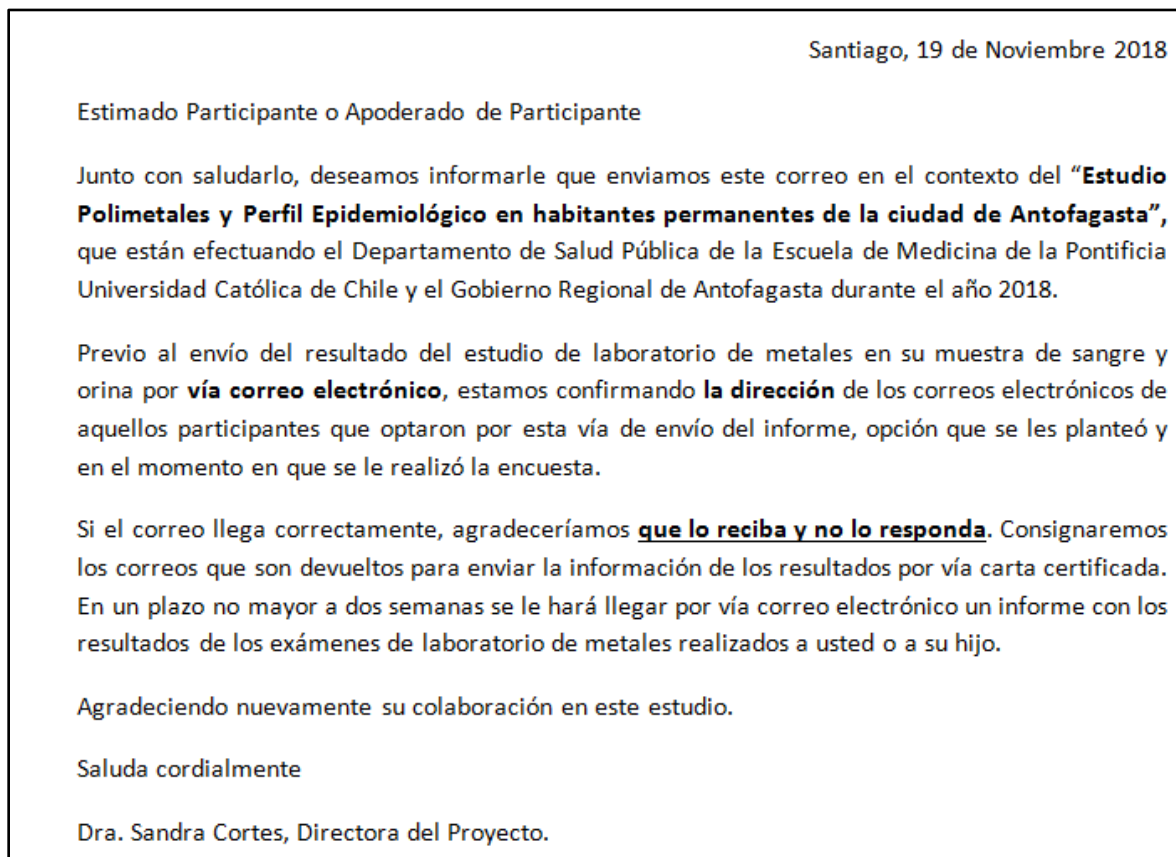 Santiago, 19 de Noviembre 2018
Estimado Participante o Apoderado de Participante
Junto con saludarlo, deseamos informarle que enviamos este correo en el contexto del “Estudio
Polimetales y Perfil Epidemiológico en habitantes permanentes de la ciudad de Antofagasta”,
que están efectuando el Departamento de Salud Pública de la Escuela de Medicina de la Pontificia
Universidad Católica de Chile y el Gobierno Regional de Antofagasta durante el año 2018.
Previo al envío del resultado del estudio de laboratorio de metales en su muestra de sangre y
orina por vía correo electrónico, estamos confirmando la dirección de los correos electrónicos de
aquellos participantes que optaron por esta vía de envío del informe, opción que se les planteó y
en el momento en que se le realizó la encuesta.
Si el correo llega correctamente, agradeceríamos que lo reciba y no lo responda. Consignaremos
los correos que son devueltos para enviar la información de los resultados por vía carta certificada.
En un plazo no mayor a dos semanas se le hará llegar por vía correo electrónico un informe con los
resultados de los exámenes de laboratorio de metales realizados a usted o a su hijo.
Agradeciendo nuevamente su colaboración en este estudio.
Saluda cordialmente
Dra. Sandra Cortes, Directora del Proyecto.